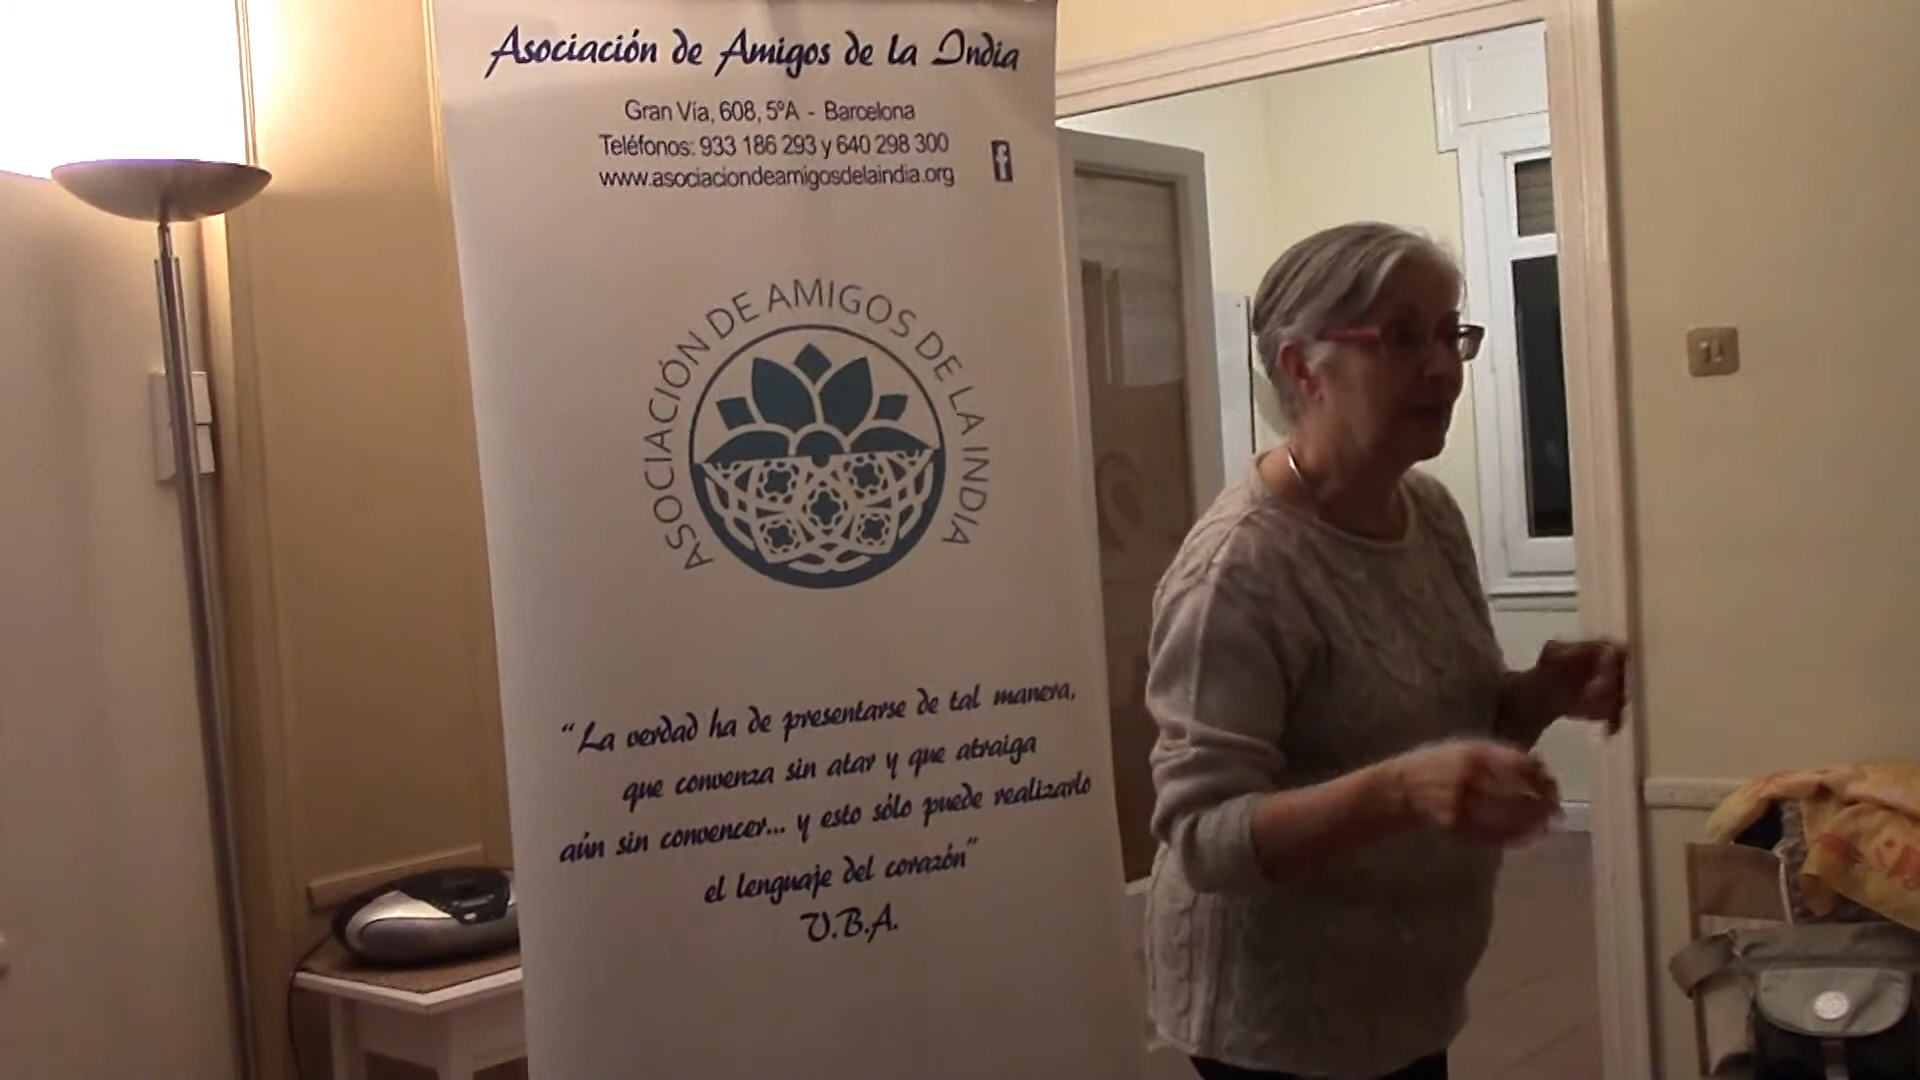 Asociación de Amigos de la India
Gran Vía, 608, 5ºA - Barcelona
Teléfonos: 933 186 293 y 640 298 300
www.asociaciondeamigosdelaindia.org
f
ASOCIACIÓN DE AMIGOS DE LA INDIA
“La verdad ha de presentarse de tal manera,
que convenza sin atar y que atraiga
aún sin convencer... y esto sólo puede realizarlo
el lenguaje del corazón”
V.B.A.